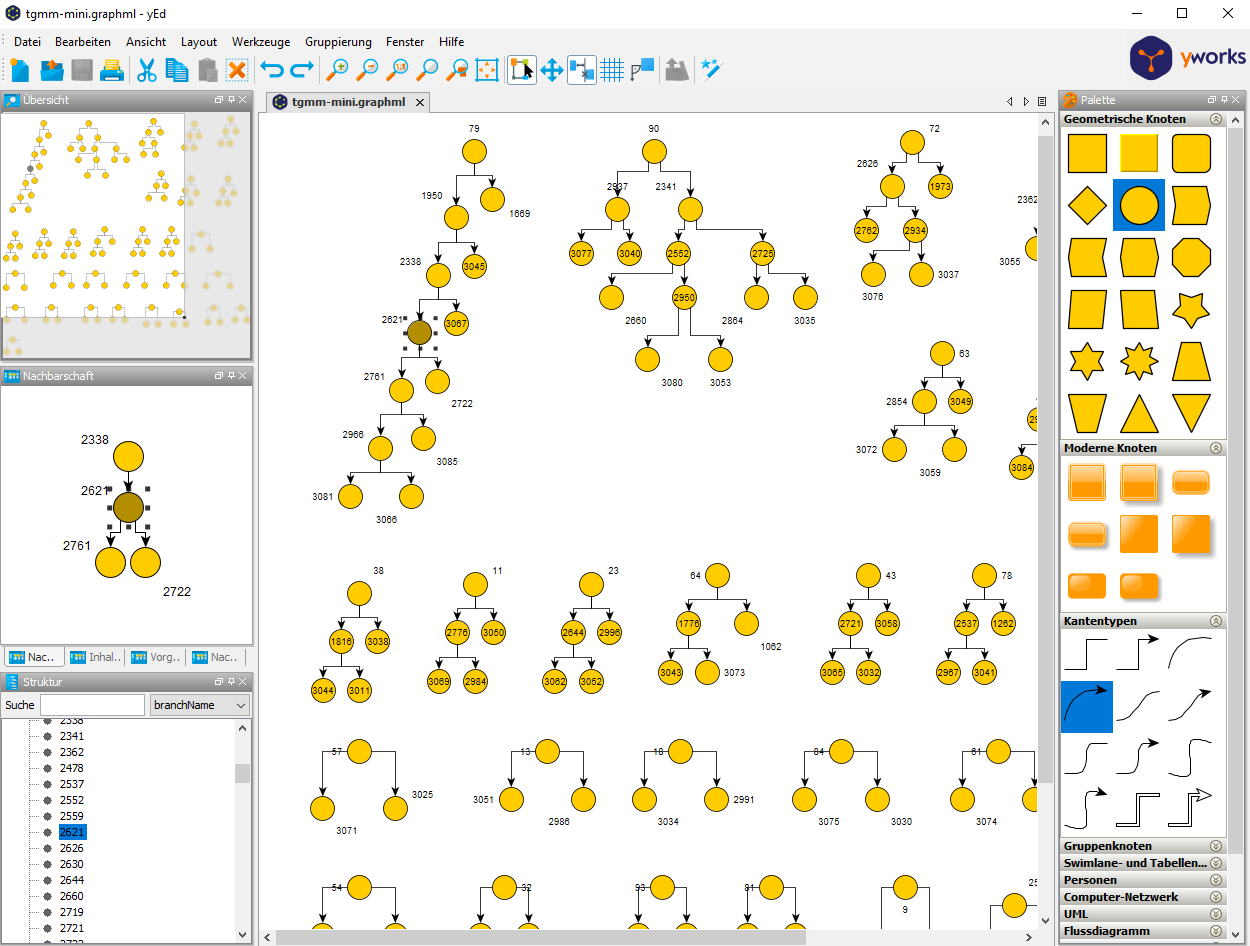 tgmm-mini.graphml - yEd
Datei Bearbeiten Ansicht Layout Werkzeuge Gruppierung Fenster Hilfe
yworks
Übersicht
Nachbarschaft
2338
2621
2761
2722
Nac.. Inhal.. Vorg.. Nac..
Struktur
Suche branchName
2338
2341
2362
2478
2537
2552
2559
2621
2626
2630
2644
2660
2719
2721
tgmm-mini.graphml
79 90 72
2626
1973
1950
2937 2341
1669
2362
2762 2934
3077 3040 2552 2725
3055
2338 3045
3076 3037
2950
2621 3067
2660 2864 3035
63
2761
3080 3053
2722
2854 3049
2966
3085
3072
3059
3084
3081
3066
38 11 23 64 43 78
1816 3038 2776 3050 2644 2996 1776 2721 3058 2537 1262
1062
3044 3011 3069 2984 3062 3052 3043 3073 3065 3032 2967 3041
57 13 18 84 61
3025 3051 2991
3071 2986 3034 3075 3030 3074
54 32 93 81
9
Palette
Geometrische Knoten
Moderne Knoten
Kantentypen
Gruppenknoten
Swimlane- und Tabellen...
Personen
Computer-Netzwerk
UML
Flussdiagramm